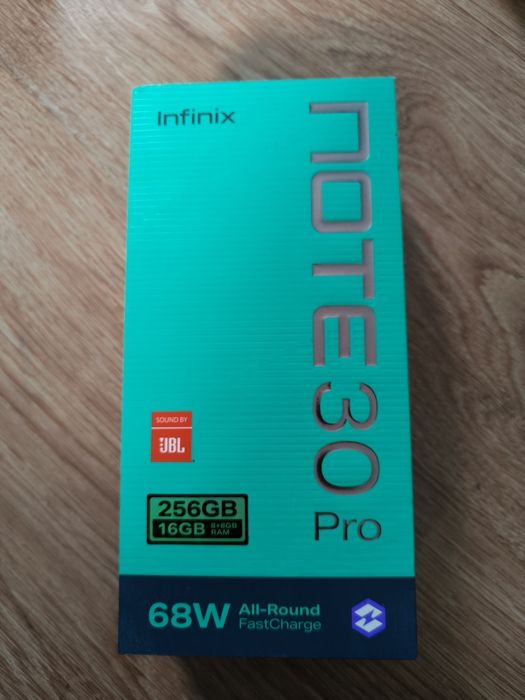 Infinix
NOTE30
Pro
SOUND BY
JBL
256GB
16GB 8+8GB
RAM
68W All-Round
FastCharge